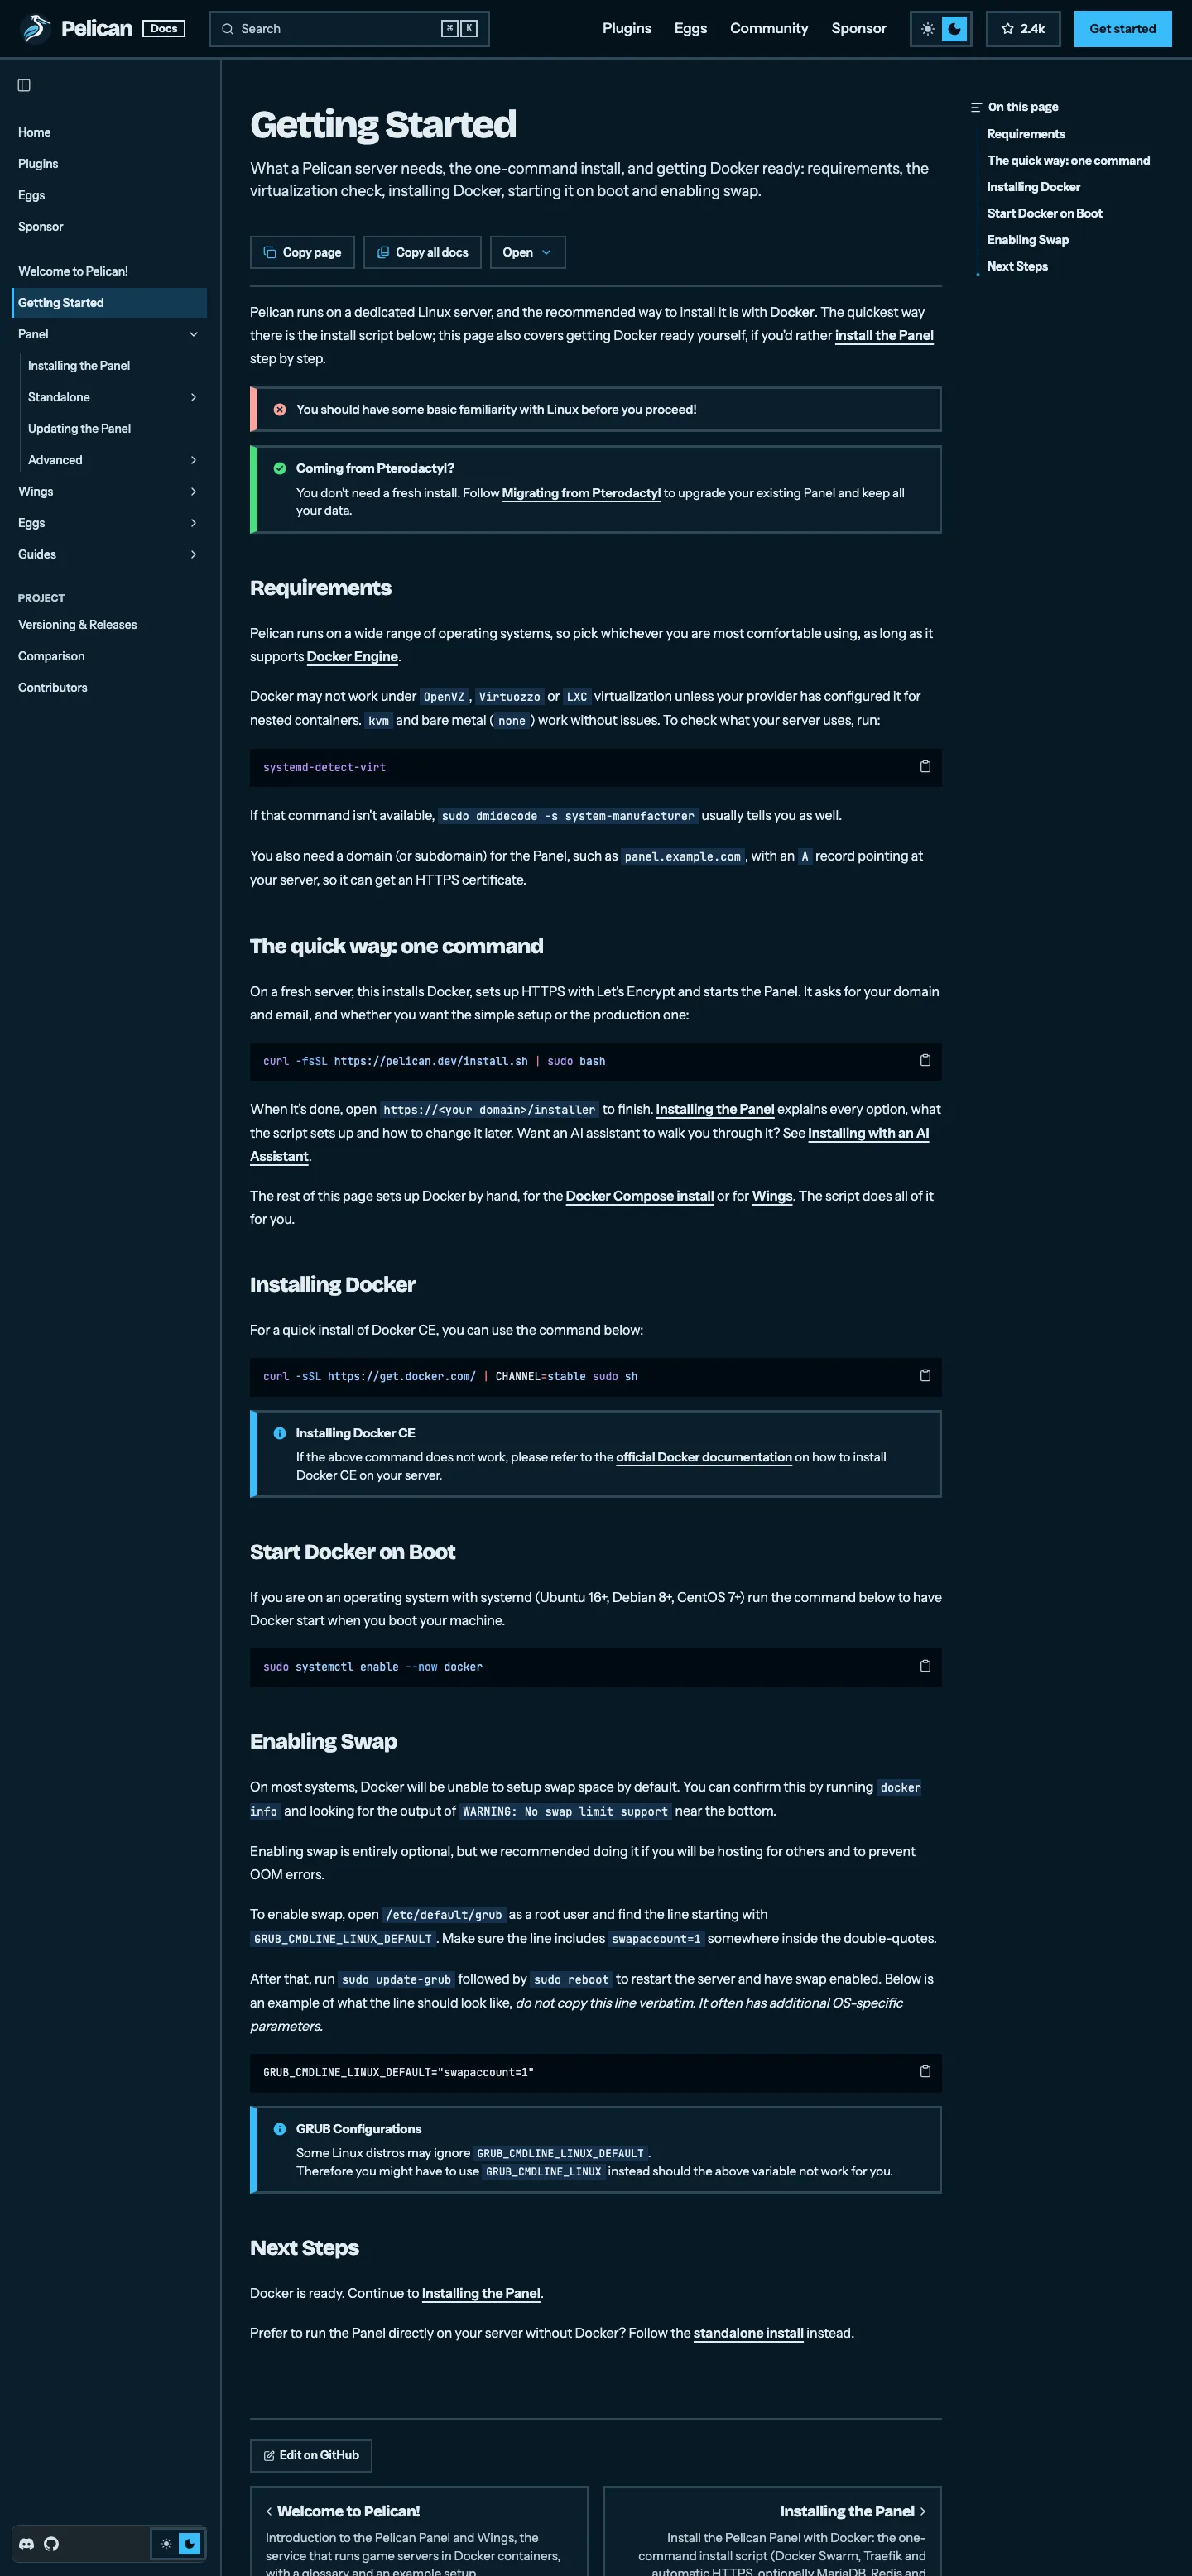 Pelican Docs
Search ⌘ K
Plugins Eggs Community Sponsor
2.4k
Get started
Home
Plugins
Eggs
Sponsor
Welcome to Pelican!
Getting Started
Panel
Installing the Panel
Standalone
Updating the Panel
Advanced
Wings
Eggs
Guides
PROJECT
Versioning & Releases
Comparison
Contributors
Getting Started
What a Pelican server needs, the one-command install, and getting Docker ready: requirements, the
virtualization check, installing Docker, starting it on boot and enabling swap.
Copy page
Copy all docs
Open
Pelican runs on a dedicated Linux server, and the recommended way to install it is with Docker. The quickest way
there is the install script below; this page also covers getting Docker ready yourself, if you'd rather install the Panel
step by step.
You should have some basic familiarity with Linux before you proceed!
Coming from Pterodactyl?
You don't need a fresh install. Follow Migrating from Pterodactyl to upgrade your existing Panel and keep all
your data.
Requirements
Pelican runs on a wide range of operating systems, so pick whichever you are most comfortable using, as long as it
supports Docker Engine.
Docker may not work under OpenVZ, Virtuozzo or LXC virtualization unless your provider has configured it for
nested containers. kvm and bare metal (none) work without issues. To check what your server uses, run:
systemd-detect-virt
If that command isn't available, sudo dmidecode -s system-manufacturer usually tells you as well.
You also need a domain (or subdomain) for the Panel, such as panel.example.com, with an A record pointing at
your server, so it can get an HTTPS certificate.
The quick way: one command
On a fresh server, this installs Docker, sets up HTTPS with Let's Encrypt and starts the Panel. It asks for your domain
and email, and whether you want the simple setup or the production one:
curl -fsSL https://pelican.dev/install.sh | sudo bash
When it's done, open https://<your domain>/installer to finish. Installing the Panel explains every option, what
the script sets up and how to change it later. Want an AI assistant to walk you through it? See Installing with an AI
Assistant.
The rest of this page sets up Docker by hand, for the Docker Compose install or for Wings. The script does all of it
for you.
Installing Docker
For a quick install of Docker CE, you can use the command below:
curl -sSL https://get.docker.com/ | CHANNEL=stable sudo sh
Installing Docker CE
If the above command does not work, please refer to the official Docker documentation on how to install
Docker CE on your server.
Start Docker on Boot
If you are on an operating system with systemd (Ubuntu 16+, Debian 8+, CentOS 7+) run the command below to have
Docker start when you boot your machine.
sudo systemctl enable --now docker
Enabling Swap
On most systems, Docker will be unable to setup swap space by default. You can confirm this by running docker
info and looking for the output of WARNING: No swap limit support near the bottom.
Enabling swap is entirely optional, but we recommended doing it if you will be hosting for others and to prevent
OOM errors.
To enable swap, open /etc/default/grub as a root user and find the line starting with
GRUB_CMDLINE_LINUX_DEFAULT. Make sure the line includes swapaccount=1 somewhere inside the double-quotes.
After that, run sudo update-grub followed by sudo reboot to restart the server and have swap enabled. Below is
an example of what the line should look like, do not copy this line verbatim. It often has additional OS-specific
parameters.
GRUB_CMDLINE_LINUX_DEFAULT="swapaccount=1"
GRUB Configurations
Some Linux distros may ignore GRUB_CMDLINE_LINUX_DEFAULT.
Therefore you might have to use GRUB_CMDLINE_LINUX instead should the above variable not work for you.
Next Steps
Docker is ready. Continue to Installing the Panel.
Prefer to run the Panel directly on your server without Docker? Follow the standalone install instead.
Edit on GitHub
Welcome to Pelican!
Introduction to the Pelican Panel and Wings, the
service that runs game servers in Docker containers,
with a glossary and an example setup
Installing the Panel
Install the Pelican Panel with Docker: the one-
command install script (Docker Swarm, Traefik and
automatic HTTPS, optionally MariaDB, Redis and
On this page
Requirements
The quick way: one command
Installing Docker
Start Docker on Boot
Enabling Swap
Next Steps